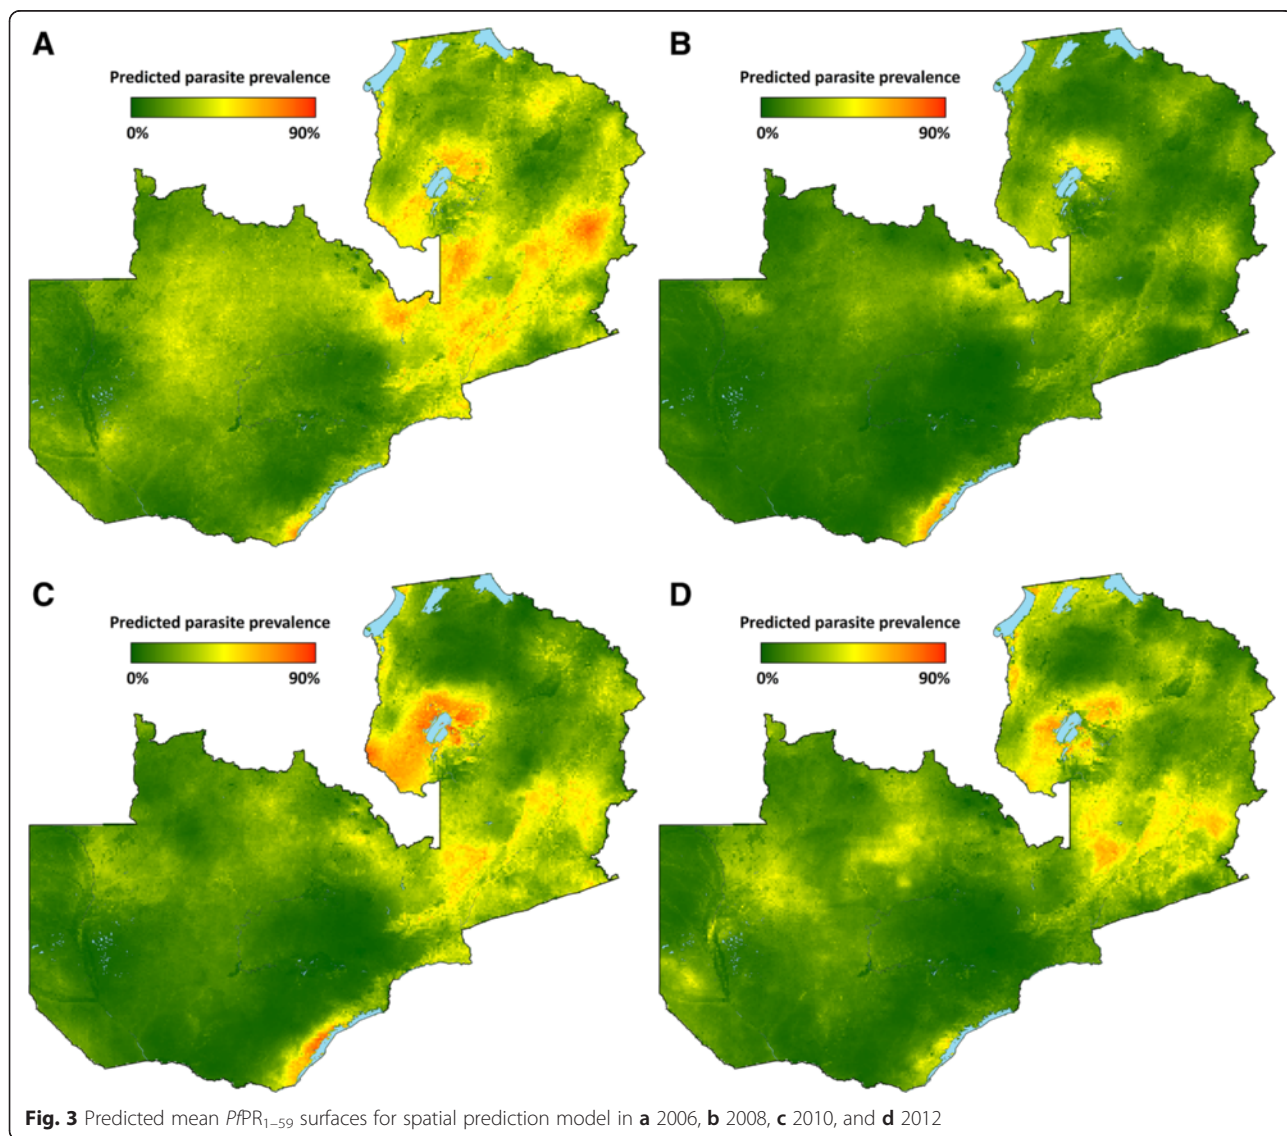 A
Predicted parasite prevalence
0% 90%
B
Predicted parasite prevalence
0% 90%
C
Predicted parasite prevalence
0% 90%
D
Predicted parasite prevalence
0% 90%
Fig. 3 Predicted mean PfPR1–59 surfaces for spatial prediction model in a 2006, b 2008, c 2010, and d 2012